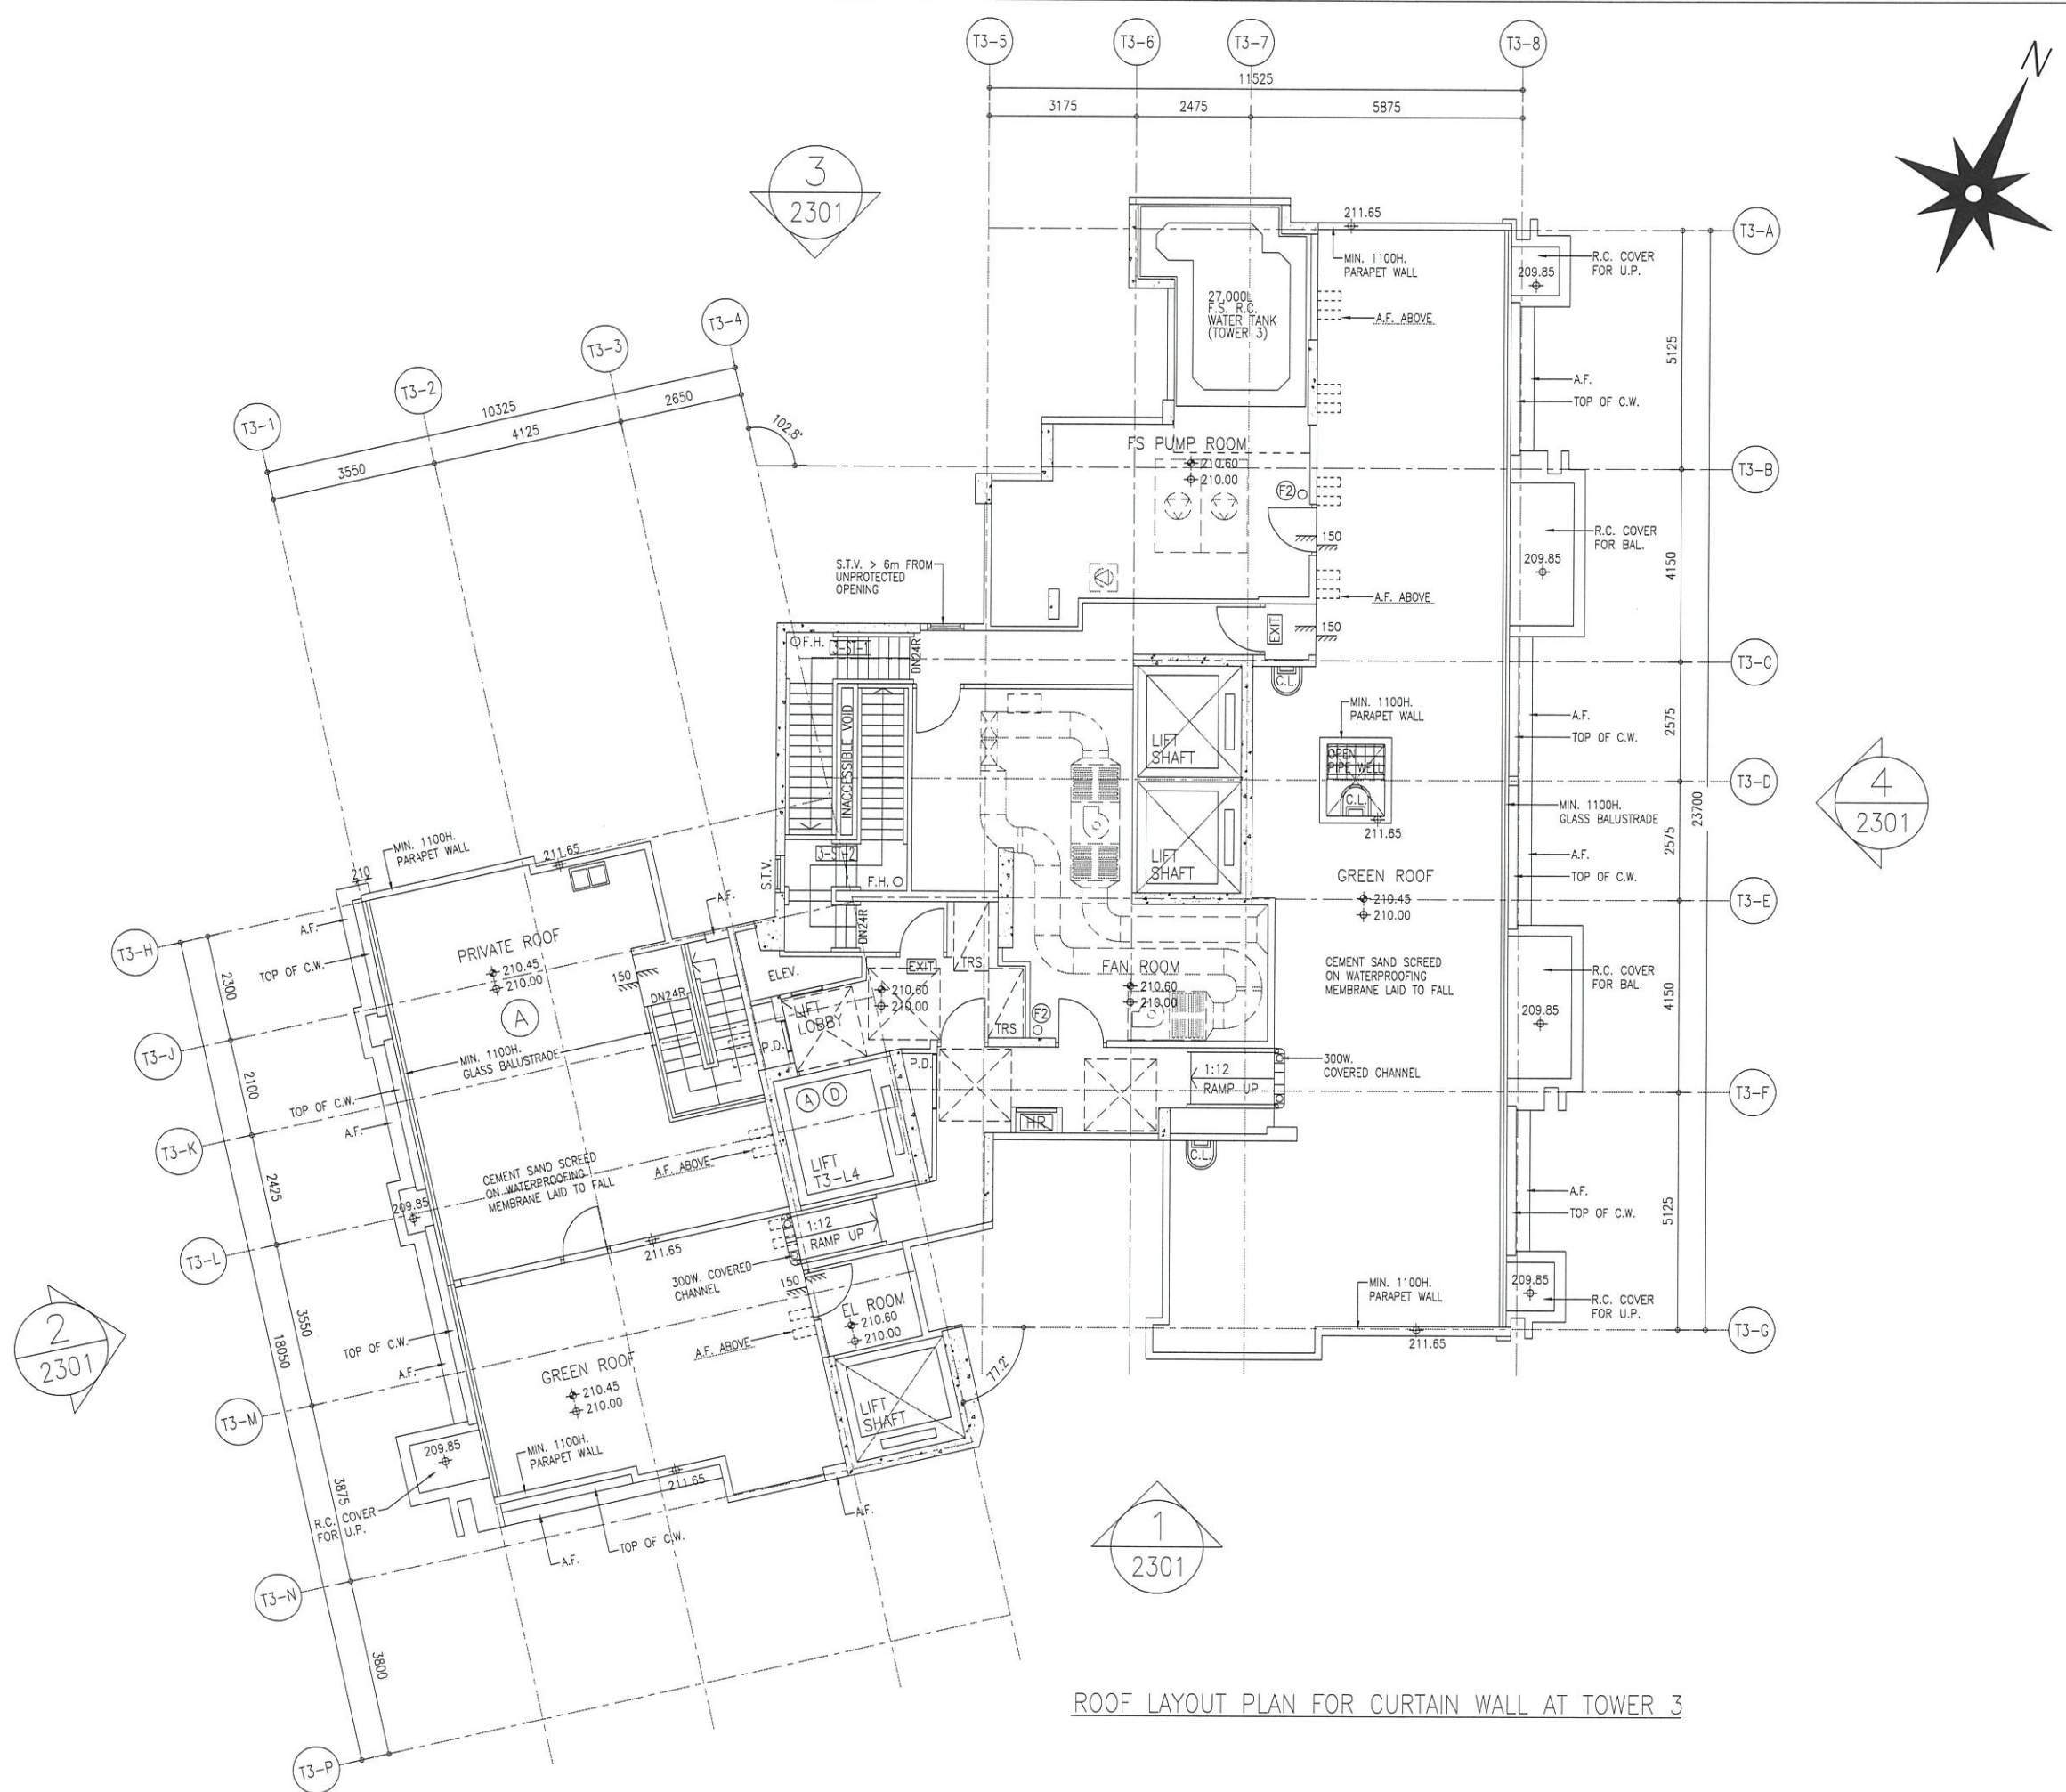 T3-5
T3-6
T3-7
T3-8
N
11525
3175
2475
5875
3
2301
211.65
T3-A
MIN. 1100H.
PARAPET WALL
R.C. COVER
FOR U.P.
209.85
27,000L
F.S. R.C.
WATER TANK
(TOWER 3)
A.F. ABOVE
5125
T3-4
T3-3
T3-2
T3-1
10325
2650
4125
3550
102.8°
A.F.
TOP OF C.W.
FS PUMP ROOM
210.60
210.00
F2
T3-B
R.C. COVER
FOR BAL.
209.85
150
4150
S.T.V. > 6m FROM
UNPROTECTED
OPENING
A.F. ABOVE
EXIT
150
F.H.
3-ST-1
DN24R
T3-C
C.L.
MIN. 1100H.
PARAPET WALL
A.F.
TOP OF C.W.
2575
INACCESSIBLE VOID
LIFT
SHAFT
OPEN
PIPE WELL
C.L.
211.65
T3-D
4
2301
23700
MIN. 1100H.
GLASS BALUSTRADE
2575
A.F.
TOP OF C.W.
LIFT
SHAFT
3-ST-2
S.T.V.
F.H.
DN24R
GREEN ROOF
210.45
210.00
T3-E
MIN. 1100H.
PARAPET WALL
211.65
210
A.F.
A.F.
T3-H
PRIVATE ROOF
210.45
210.00
TOP OF C.W.
150
DN24R
ELEV.
EXIT
TRS
FAN ROOM
210.60
210.00
CEMENT SAND SCREED
ON WATERPROOFING
MEMBRANE LAID TO FALL
R.C. COVER
FOR BAL.
209.85
4150
2300
A
LIFT
LOBBY
210.60
210.00
TRS
F2
T3-J
MIN. 1100H.
GLASS BALUSTRADE
P.D.
P.D.
1:12
RAMP UP
300W.
COVERED CHANNEL
T3-F
2100
TOP OF C.W.
A.F.
A
D
HR
T3-K
C.L.
CEMENT SAND SCREED
ON WATERPROOFING
MEMBRANE LAID TO FALL
A.F. ABOVE
LIFT
T3-L4
A.F.
TOP OF C.W.
5125
2425
209.85
1:12
RAMP UP
T3-L
211.65
300W. COVERED
CHANNEL
150
EL ROOM
210.60
210.00
MIN. 1100H.
PARAPET WALL
209.85
R.C. COVER
FOR U.P.
T3-G
211.65
2
2301
3550
18050
TOP OF C.W.
A.F.
A.F. ABOVE
77.2°
GREEN ROOF
210.45
210.00
LIFT
SHAFT
T3-M
209.85
MIN. 1100H.
PARAPET WALL
211.65
3875
R.C. COVER
FOR U.P.
A.F.
TOP OF C.W.
A.F.
1
2301
T3-N
3800
T3-P
ROOF LAYOUT PLAN FOR CURTAIN WALL AT TOWER 3